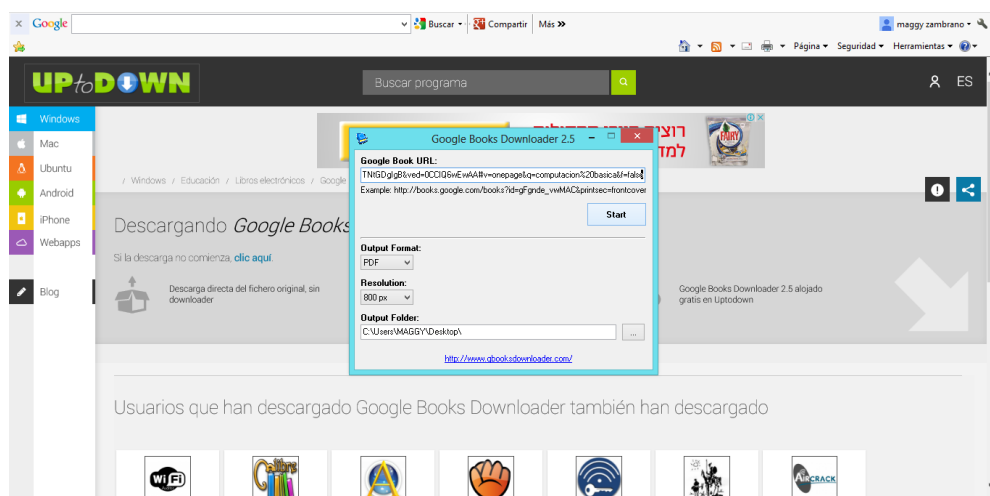 x Google Buscar Compartir Más »
maggy zambrano
Página Seguridad Herramientas
UPtoDOWN
Buscar programa
ES
Windows
Mac
Ubuntu
Android
iPhone
Webapps
Blog
רוצי
למד
FAIRY
/ Windows / Educación / Libros electrónicos / Google
Descargando Google Books
Si la descarga no comienza, clic aquí.
Descarga directa del fichero original, sin
downloader
Google Books Downloader 2.5 alojado
gratis en Uptodown
Google Books Downloader 2.5
Google Book URL:
TNtGDgIgB&ved=0CCIQ6wEwAA#v=onepage&q=computacion%20basica&f=false
Example: http://books.google.com/books?id=gFgnde_vwMAC&printsec=frontcover
Start
Output Format:
PDF
Resolution:
800 px
Output Folder:
C:\Users\MAGGY\Desktop\
...
http://www.gbooksdownloader.com/
Usuarios que han descargado Google Books Downloader también han descargado
WiFi
Calibre
AIRCRACK